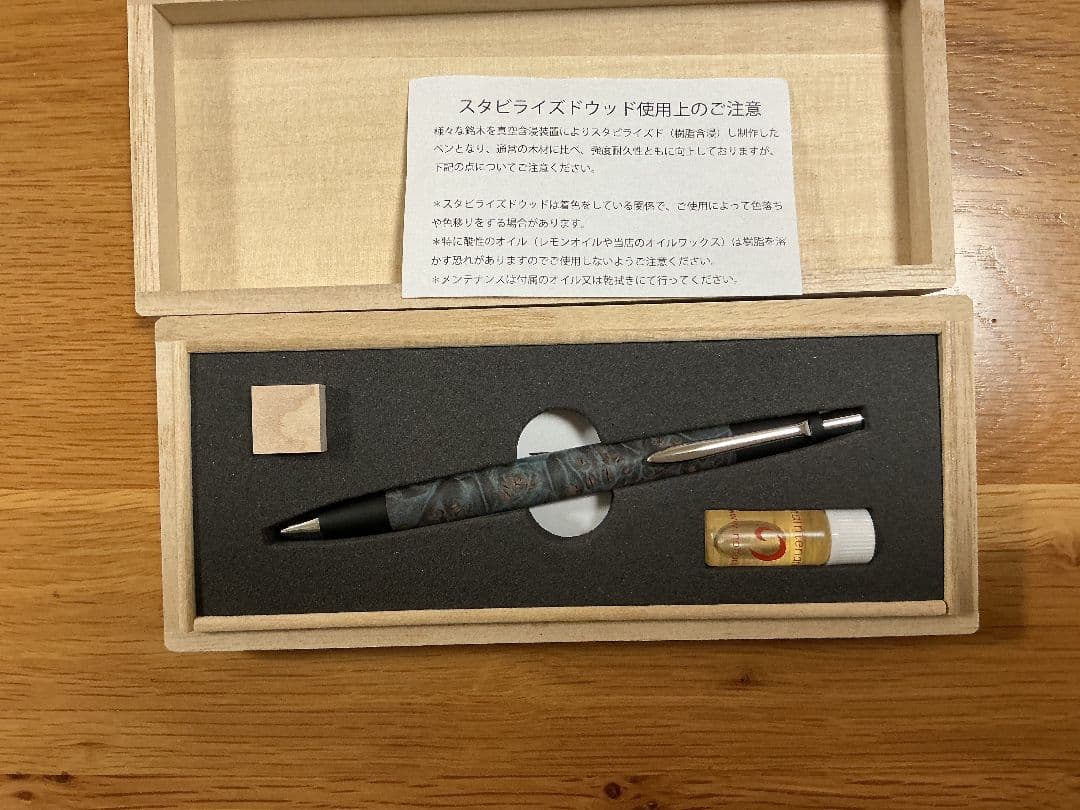 スタビライズドウッド使用上のご注意
様々な銘木を真空含浸装置によりスタビライズド（樹脂含浸）し制作した
ペンとなり、通常の木材に比べ、強度耐久性ともに向上しておりますが、
下記の点についてご注意ください。
＊スタビライズドウッドは着色をしている関係で、ご使用によって色落ち
や色移りをする場合があります。
＊特に酸性のオイル（レモンオイルや当店のオイルワックス）は樹脂を溶
かす恐れがありますのでご使用しないようご注意ください。
＊メンテナンスは付属のオイル又は乾拭きにて行ってください。